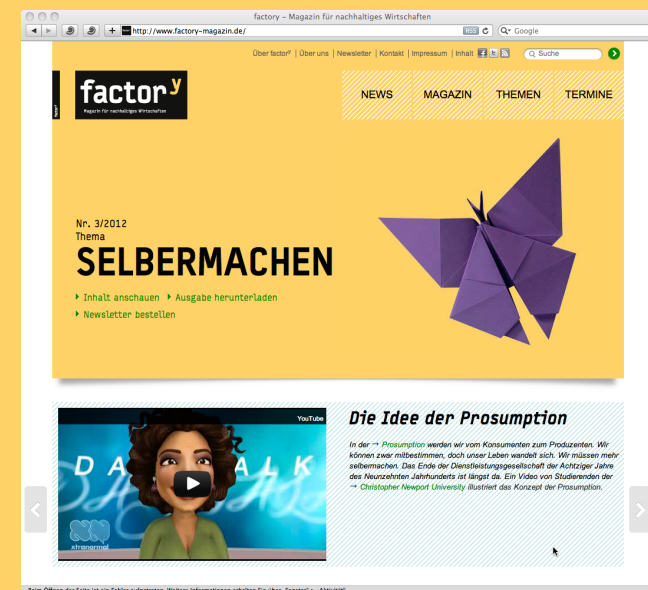 factory – Magazin für nachhaltiges Wirtschaften
http://www.factory-magazin.de/
RSS
Google
Über factory | Über uns | Newsletter | Kontakt | Impressum | Inhalt
Suche
factory
Magazin für nachhaltiges Wirtschaften
NEWS MAGAZIN THEMEN TERMINE
Nr. 3/2012
Thema
SELBERMACHEN
Inhalt anschauen Ausgabe herunterladen
Newsletter bestellen
YouTube
xtranormal
Die Idee der Prosumption
In der → Prosumption werden wir vom Konsumenten zum Produzenten. Wir
können zwar mitbestimmen, doch unser Leben wandelt sich. Wir müssen mehr
selbermachen. Das Ende der Dienstleistungsgesellschaft der Achtziger Jahre
des Neunzehnten Jahrhunderts ist längst da. Ein Video von Studierenden der
→ Christopher Newport University illustriert das Konzept der Prosumption.